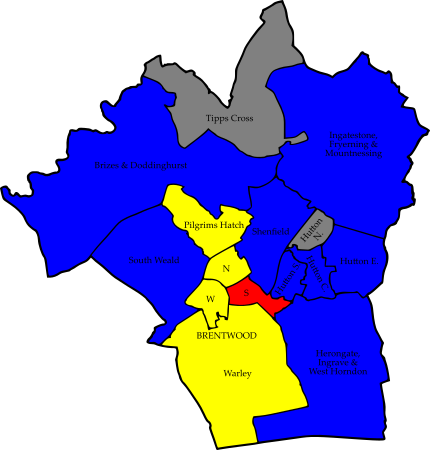 Tipps Cross
Ingatestone,
Fryerning &
Mountnessing
Brizes & Doddinghurst
Pilgrims Hatch
Shenfield
Hutton
N.
South Weald
N
Hutton E.
W
S
BRENTWOOD
Warley
Herongate,
Ingrave &
West Horndon